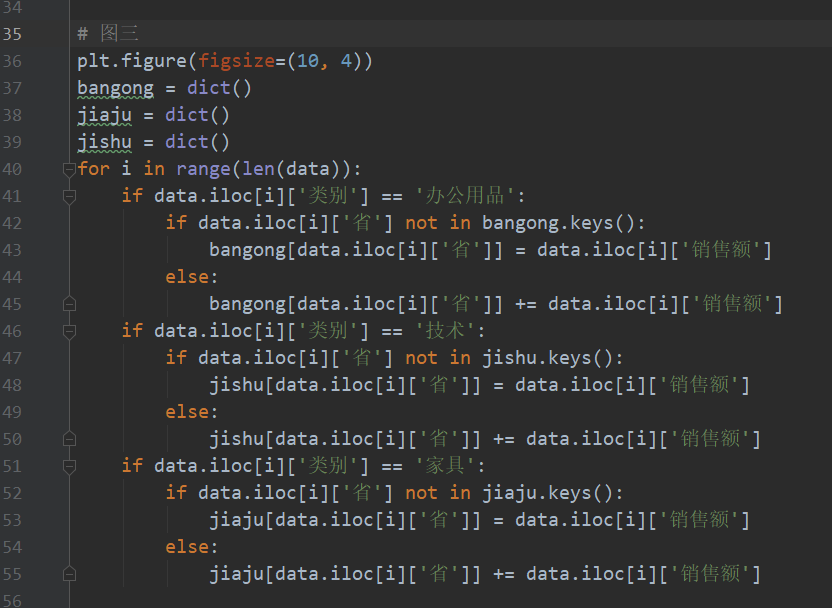 34
35 # 图三
36 plt.figure(figsize=(10, 4))
37 bangong = dict()
38 jiaju = dict()
39 jishu = dict()
40 for i in range(len(data)):
41     if data.iloc[i]['类别'] == '办公用品':
42         if data.iloc[i]['省'] not in bangong.keys():
43             bangong[data.iloc[i]['省']] = data.iloc[i]['销售额']
44         else:
45             bangong[data.iloc[i]['省']] += data.iloc[i]['销售额']
46     if data.iloc[i]['类别'] == '技术':
47         if data.iloc[i]['省'] not in jishu.keys():
48             jishu[data.iloc[i]['省']] = data.iloc[i]['销售额']
49         else:
50             jishu[data.iloc[i]['省']] += data.iloc[i]['销售额']
51     if data.iloc[i]['类别'] == '家具':
52         if data.iloc[i]['省'] not in jiaju.keys():
53             jiaju[data.iloc[i]['省']] = data.iloc[i]['销售额']
54         else:
55             jiaju[data.iloc[i]['省']] += data.iloc[i]['销售额']
56